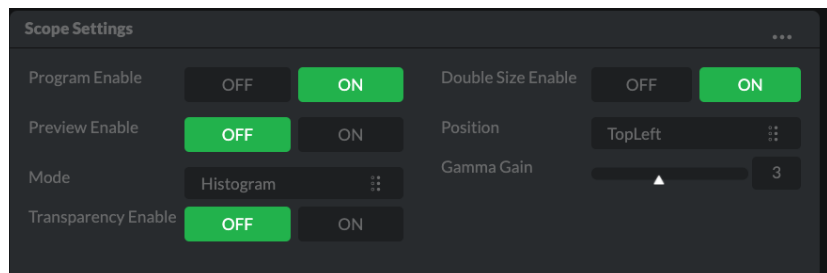 Scope Settings
...
Program Enable OFF ON
Preview Enable OFF ON
Mode Histogram
Transparency Enable OFF ON
Double Size Enable OFF ON
Position TopLeft
Gamma Gain 3